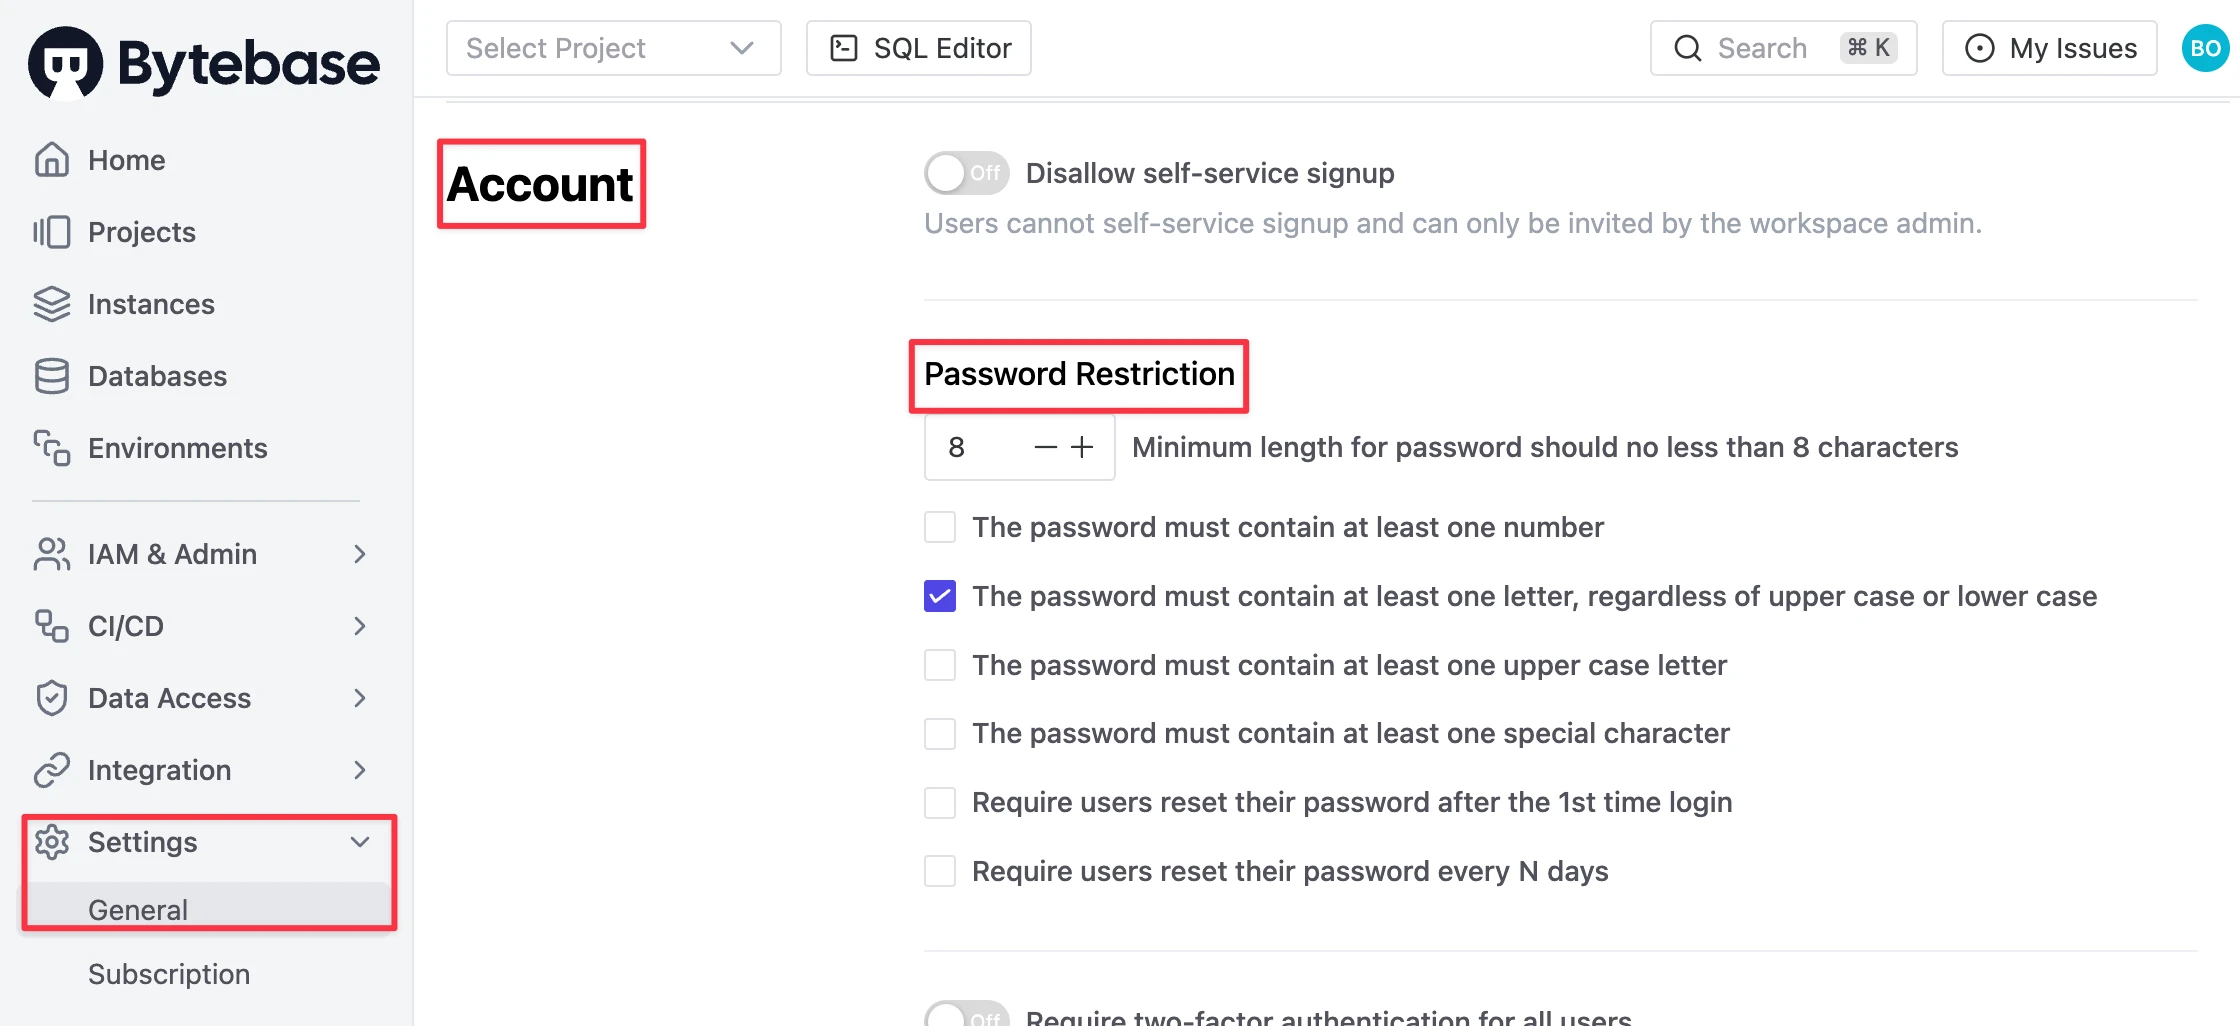 Bytebase
Select Project
SQL Editor
Search
⌘ K
My Issues
BO
Home
Projects
Instances
Databases
Environments
IAM & Admin
CI/CD
Data Access
Integration
Settings
General
Subscription
Account
Off
Disallow self-service signup
Users cannot self-service signup and can only be invited by the workspace admin.
Password Restriction
8
Minimum length for password should no less than 8 characters
The password must contain at least one number
The password must contain at least one letter, regardless of upper case or lower case
The password must contain at least one upper case letter
The password must contain at least one special character
Require users reset their password after the 1st time login
Require users reset their password every N days
Off
Require two-factor authentication for all users